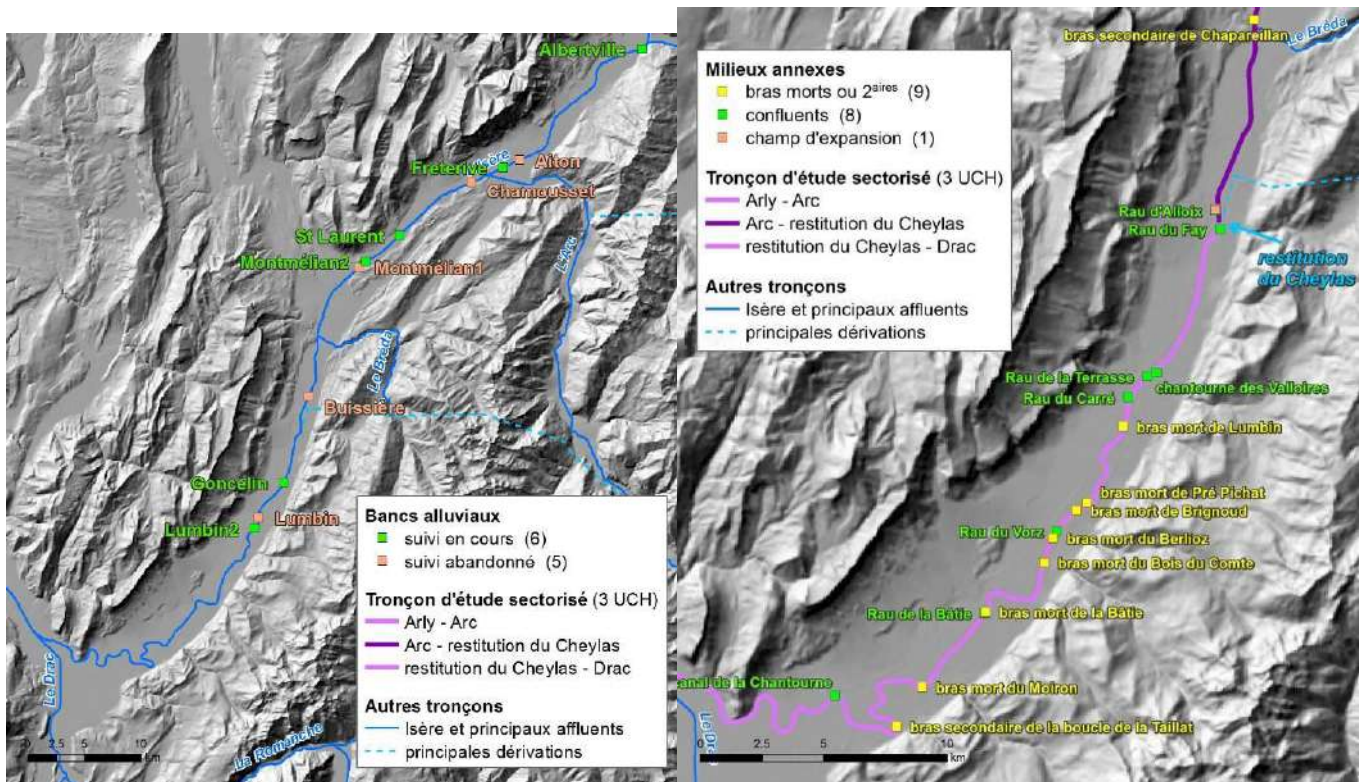 Albertville
Isère
Aiton
Fréterive
Chamousset
St Laurent
Montmélian2
Montmélian1
L'Arc
Le Bréda
Buissière
Goncelin
Lumbin
Lumbin2
Le Drac
La Romanche
0 2.5 5 10
km
Bancs alluviaux
suivi en cours (6)
suivi abandonné (5)
Tronçon d'étude sectorisé (3 UCH)
Arly - Arc
Arc - restitution du Cheylas
restitution du Cheylas - Drac
Autres tronçons
Isère et principaux affluents
principales dérivations
bras secondaire de Chapareillan
Le Bréda
Milieux annexes
bras morts ou 2aires (9)
confluents (8)
champ d'expansion (1)
Tronçon d'étude sectorisé (3 UCH)
Arly - Arc
Arc - restitution du Cheylas
restitution du Cheylas - Drac
Autres tronçons
Isère et principaux affluents
principales dérivations
Rau d'Alloix
Rau du Fay
restitution
du Cheylas
Rau de la Terrasse
chantourne des Valloires
Rau du Carré
bras mort de Lumbin
bras mort de Pré Pichat
bras mort de Brignoud
Rau du Vorz
bras mort du Berlioz
bras mort du Bois du Comte
Rau de la Bâtie
bras mort de la Bâtie
anal de la Chantourne
bras mort du Moiron
bras secondaire de la boucle de la Taillat
Le Drac
0 2.5 5 10
km